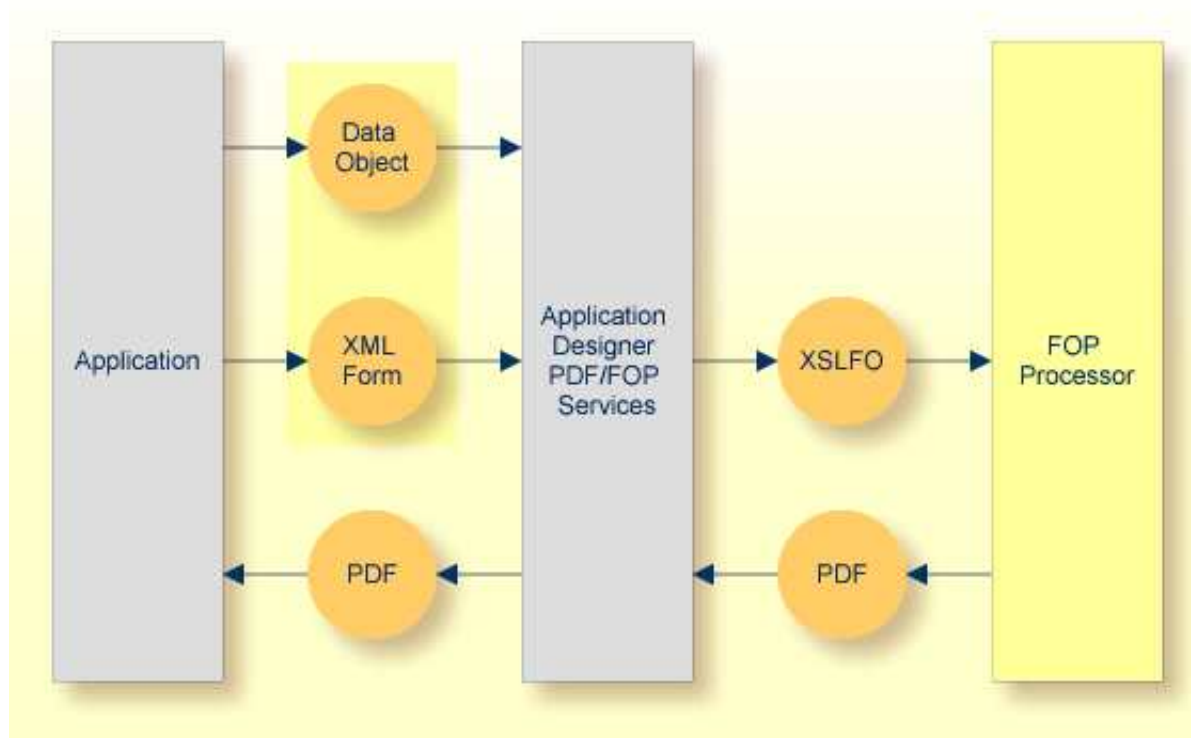 Data
Object
Application
XML
Form
Application
Designer
PDF/FOP
Services
XSLFO
FOP
Processor
PDF
PDF